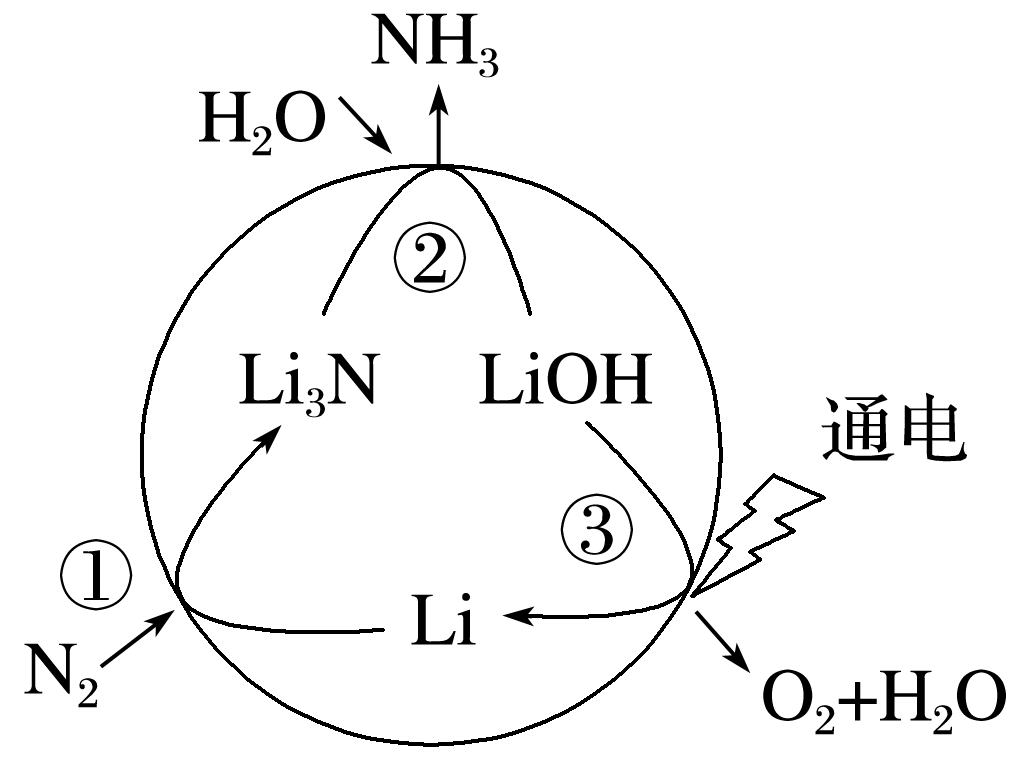 NH₃
H₂O
②
Li₃N
LiOH
通电
③
①
Li
N₂
O₂+H₂O